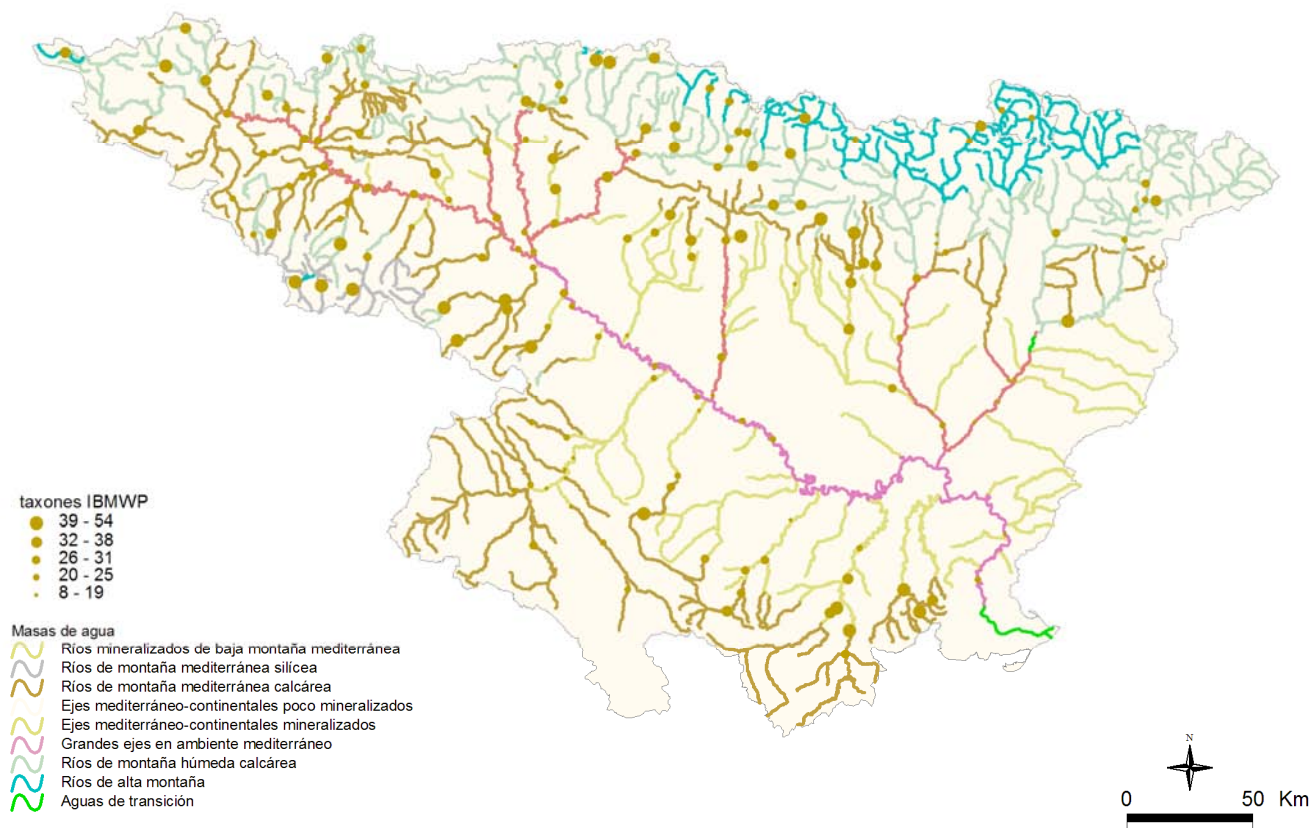 taxones IBMWP
39 - 54
32 - 38
26 - 31
20 - 25
8 - 19
Masas de agua
Ríos mineralizados de baja montaña mediterránea
Ríos de montaña mediterránea silícea
Ríos de montaña mediterránea calcárea
Ejes mediterráneo-continentales poco mineralizados
Ejes mediterráneo-continentales mineralizados
Grandes ejes en ambiente mediterráneo
Ríos de montaña húmeda calcárea
Ríos de alta montaña
Aguas de transición
N
0 50 Km